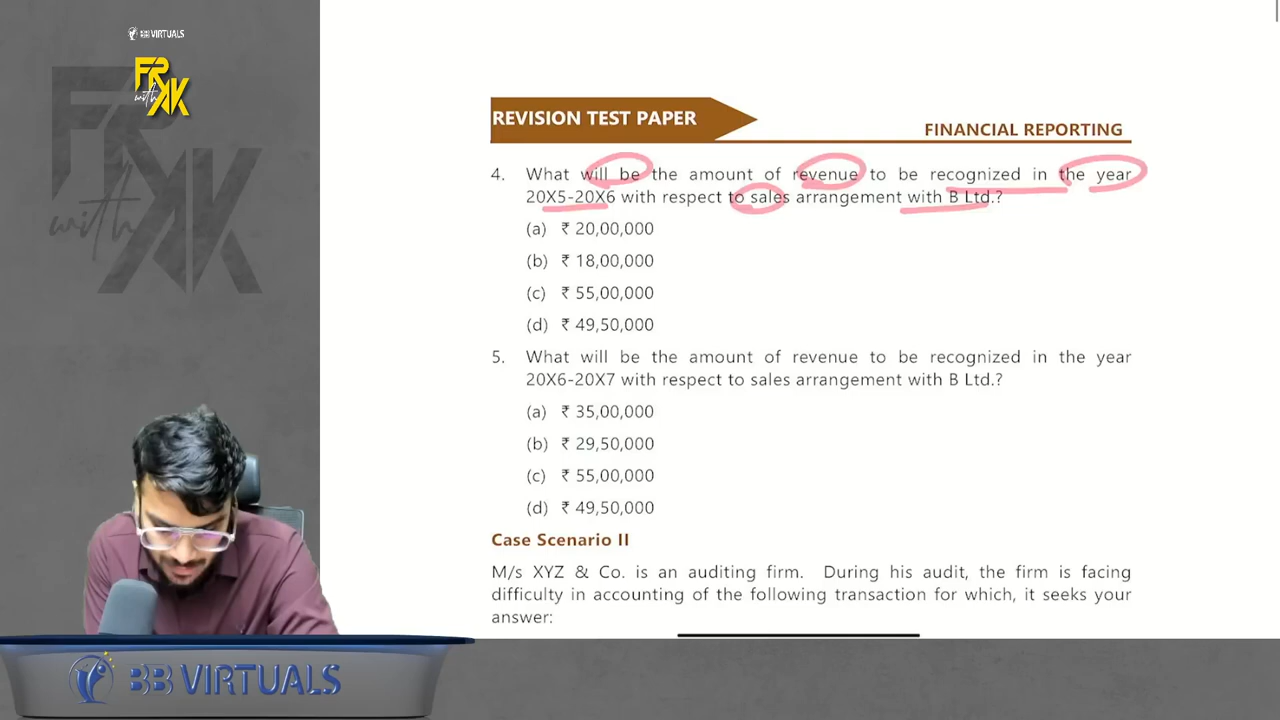 BB VIRTUALS
FR
with AK
FR
with AK
REVISION TEST PAPER
FINANCIAL REPORTING
4. What will be the amount of revenue to be recognized in the year
20X5-20X6 with respect to sales arrangement with B Ltd.?
(a) ₹ 20,00,000
(b) ₹ 18,00,000
(c) ₹ 55,00,000
(d) ₹ 49,50,000
5. What will be the amount of revenue to be recognized in the year
20X6-20X7 with respect to sales arrangement with B Ltd.?
(a) ₹ 35,00,000
(b) ₹ 29,50,000
(c) ₹ 55,00,000
(d) ₹ 49,50,000
Case Scenario II
M/s XYZ & Co. is an auditing firm. During his audit, the firm is facing
difficulty in accounting of the following transaction for which, it seeks your
answer:
BB VIRTUALS